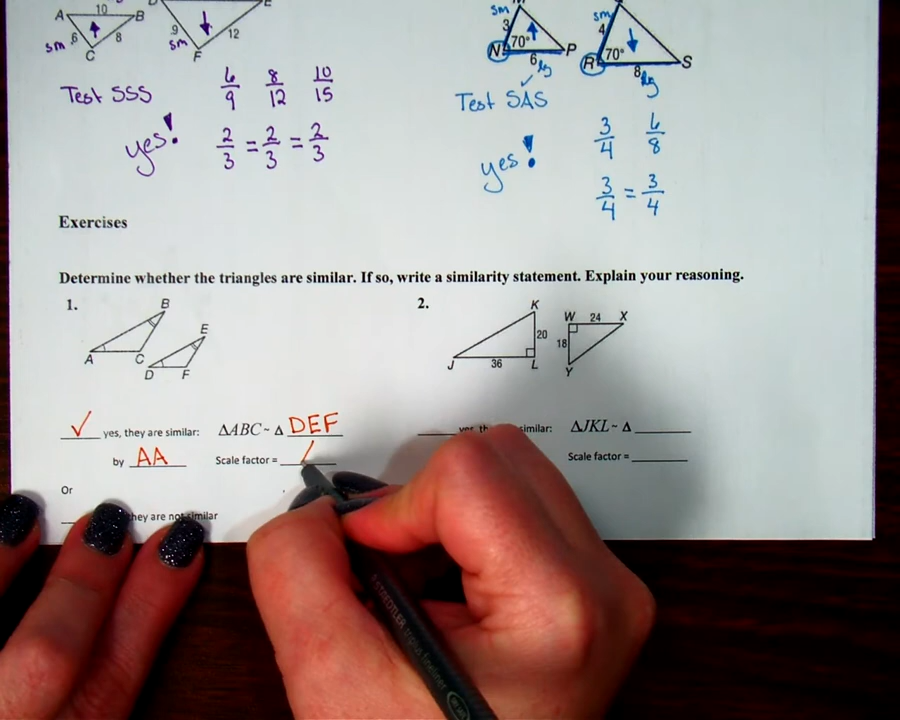 A 10 B
sm 6 8
C
9 12
sm F
Test SSS
6/9 8/12 10/15
yes!
2/3 = 2/3 = 2/3
sm
3
N 70° P
6 lg
sm
4
R 70° S
8 lg
Test SAS ✓
3/4 6/8
yes!
3/4 = 3/4
Exercises
Determine whether the triangles are similar. If so, write a similarity statement. Explain your reasoning.
1.
B
E
A C
D F
✓ yes, they are similar: ΔABC ~ Δ DEF
by AA Scale factor =
Or
they are not similar
2.
K
20
J 36 L
W 24 X
18
Y
similar: ΔJKL ~ Δ
Scale factor =